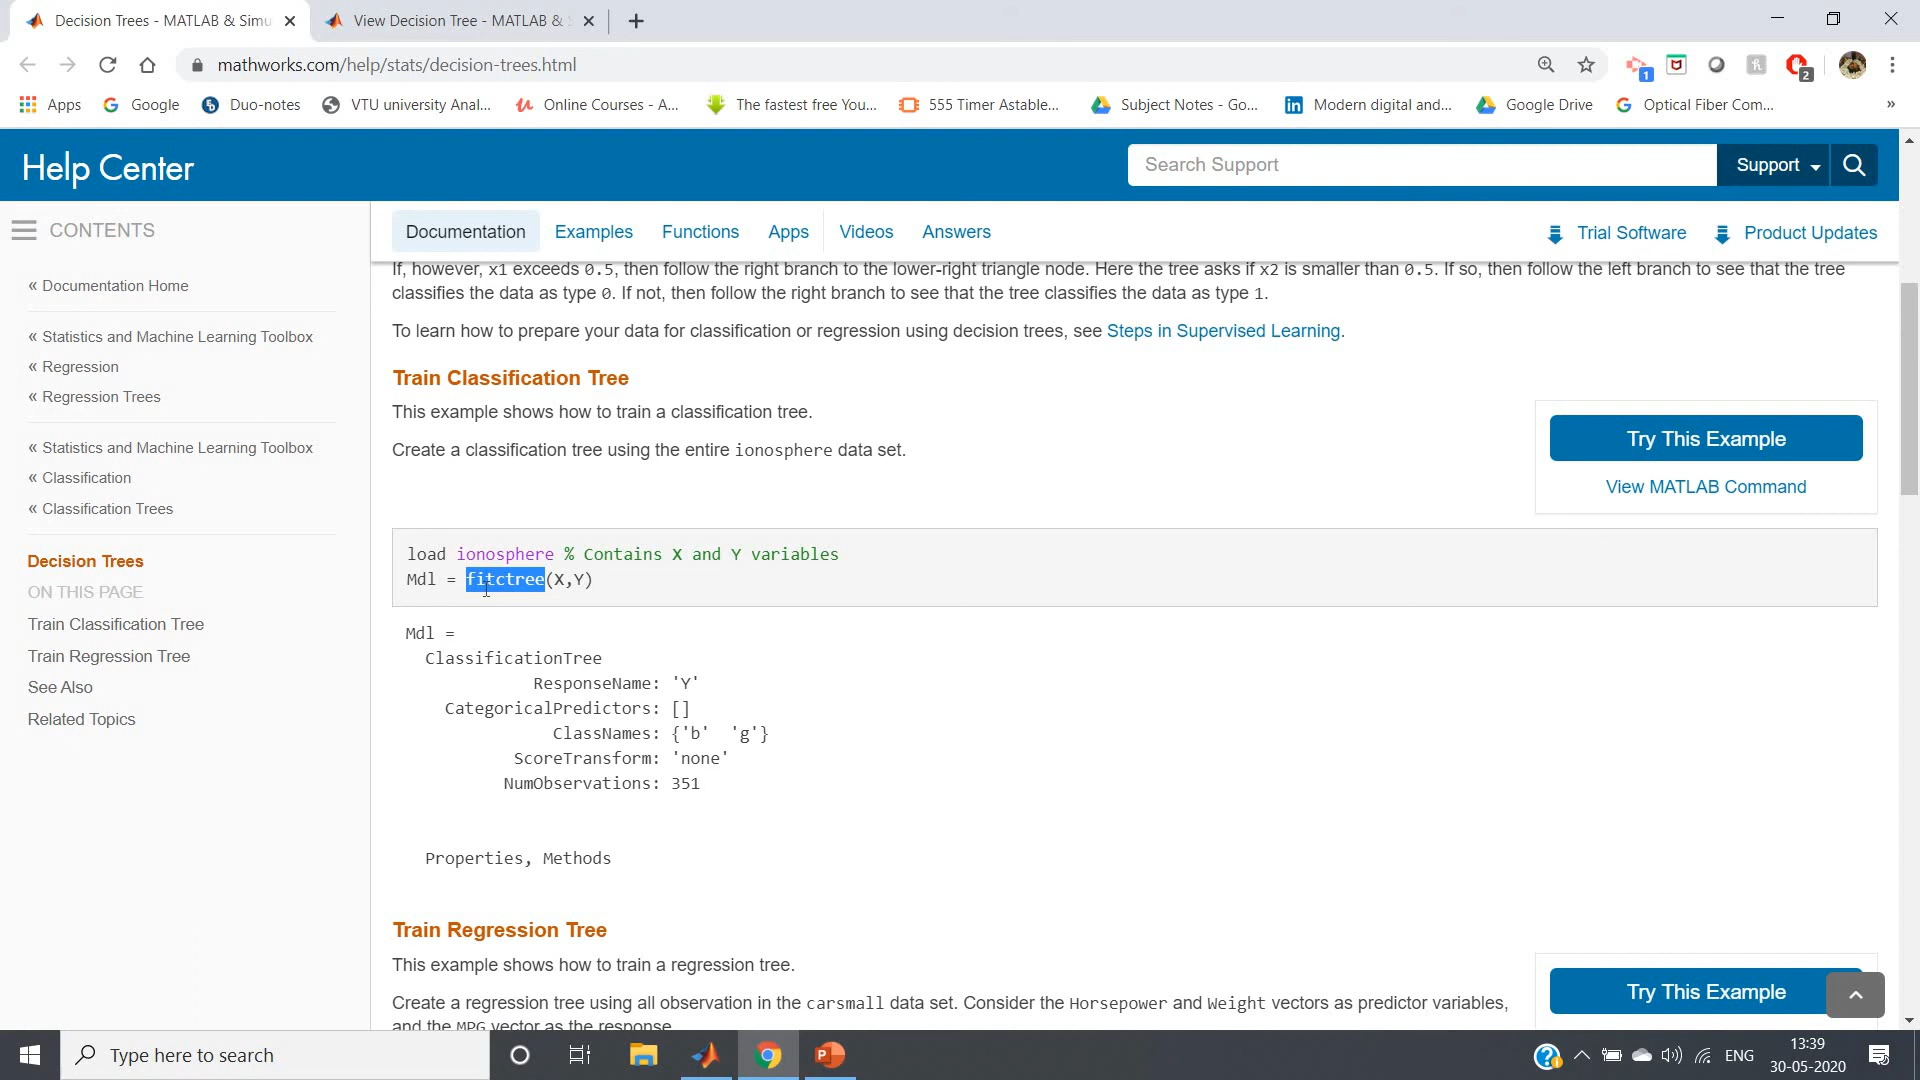 Decision Trees - MATLAB & Simu
View Decision Tree - MATLAB & S
mathworks.com/help/stats/decision-trees.html
1
2
Apps
Google
Duo-notes
VTU university Anal...
Online Courses - A...
The fastest free You...
555 Timer Astable...
Subject Notes - Go...
Modern digital and...
Google Drive
Optical Fiber Com...
»
Help Center
Search Support
Support
CONTENTS
Documentation
Examples
Functions
Apps
Videos
Answers
Trial Software
Product Updates
« Documentation Home
« Statistics and Machine Learning Toolbox
« Regression
« Regression Trees
« Statistics and Machine Learning Toolbox
« Classification
« Classification Trees
Decision Trees
ON THIS PAGE
Train Classification Tree
Train Regression Tree
See Also
Related Topics
If, however, x1 exceeds 0.5, then follow the right branch to the lower-right triangle node. Here the tree asks if x2 is smaller than 0.5. If so, then follow the left branch to see that the tree
classifies the data as type 0. If not, then follow the right branch to see that the tree classifies the data as type 1.
To learn how to prepare your data for classification or regression using decision trees, see Steps in Supervised Learning.
Train Classification Tree
This example shows how to train a classification tree.
Create a classification tree using the entire ionosphere data set.
Try This Example
View MATLAB Command
load ionosphere % Contains X and Y variables
Mdl = fitctree(X,Y)
Mdl =
ClassificationTree
ResponseName: 'Y'
CategoricalPredictors: []
ClassNames: {'b' 'g'}
ScoreTransform: 'none'
NumObservations: 351
Properties, Methods
Train Regression Tree
This example shows how to train a regression tree.
Create a regression tree using all observation in the carsmall data set. Consider the Horsepower and Weight vectors as predictor variables,
and the MPG vector as the response.
Try This Example
Type here to search
ENG
13:39
30-05-2020